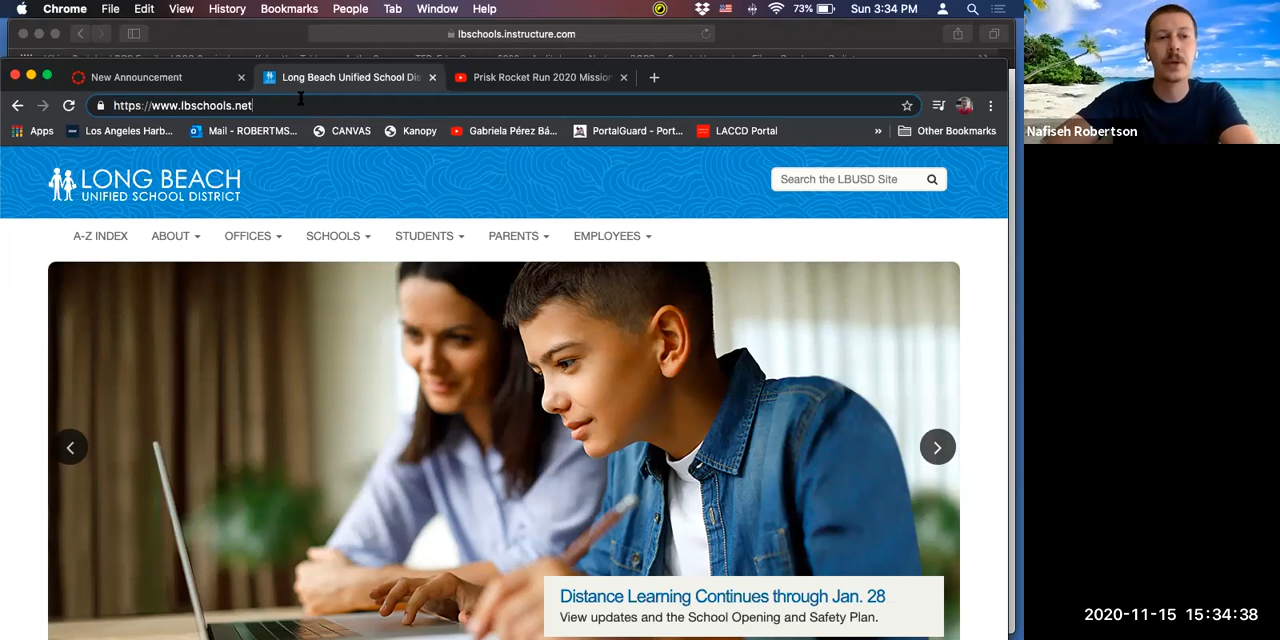 Chrome File Edit View History Bookmarks People Tab Window Help 73% Sun 3:34 PM
lbschools.instructure.com
New Announcement Long Beach Unified School Dis Prisk Rocket Run 2020 Mission
https://www.lbschools.net
Apps Los Angeles Harb... Mail - ROBERTMS... CANVAS Kanopy Gabriela Pérez Bá... PortalGuard - Port... LACCD Portal » Other Bookmarks
Nafiseh Robertson
LONG BEACH
UNIFIED SCHOOL DISTRICT
Search the LBUSD Site
A-Z INDEX ABOUT OFFICES SCHOOLS STUDENTS PARENTS EMPLOYEES
Distance Learning Continues through Jan. 28
View updates and the School Opening and Safety Plan.
2020-11-15 15:34:38